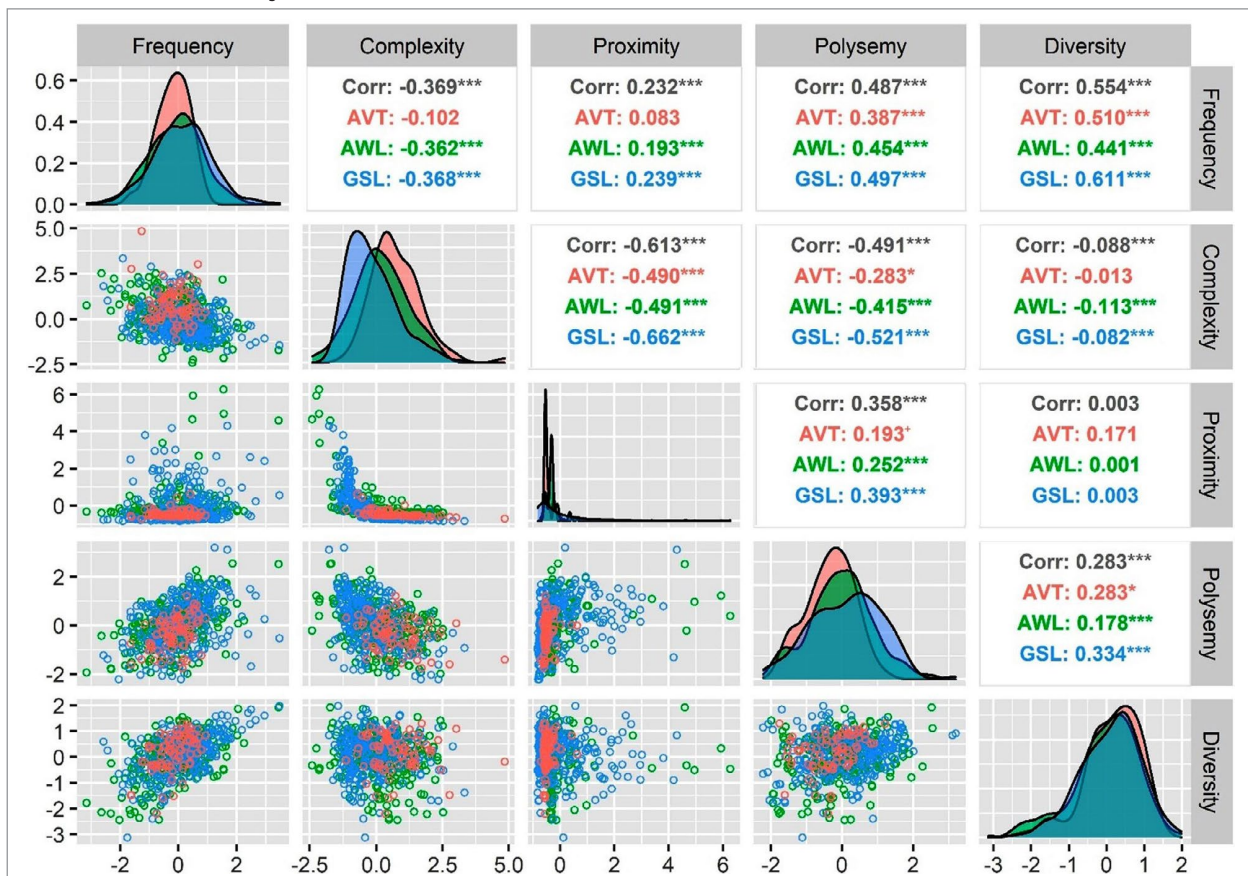 Frequency Complexity Proximity Polysemy Diversity
0.6
0.4
0.2
0.0
Corr: -0.369***
AVT: -0.102
AWL: -0.362***
GSL: -0.368***
Corr: 0.232***
AVT: 0.083
AWL: 0.193***
GSL: 0.239***
Corr: 0.487***
AVT: 0.387***
AWL: 0.454***
GSL: 0.497***
Corr: 0.554***
AVT: 0.510***
AWL: 0.441***
GSL: 0.611***
Frequency
5.0
2.5
0.0
-2.5
Corr: -0.613***
AVT: -0.490***
AWL: -0.491***
GSL: -0.662***
Corr: -0.491***
AVT: -0.283*
AWL: -0.415***
GSL: -0.521***
Corr: -0.088***
AVT: -0.013
AWL: -0.113***
GSL: -0.082***
Complexity
6
4
2
0
Corr: 0.358***
AVT: 0.193+
AWL: 0.252***
GSL: 0.393***
Corr: 0.003
AVT: 0.171
AWL: 0.001
GSL: 0.003
Proximity
2
0
-2
Corr: 0.283***
AVT: 0.283*
AWL: 0.178***
GSL: 0.334***
Polysemy
2
1
0
-1
-2
-3
Diversity
-2 0 2 -2.5 0.0 2.5 5.0 0 2 4 6 -2 0 2 -3 -2 -1 0 1 2